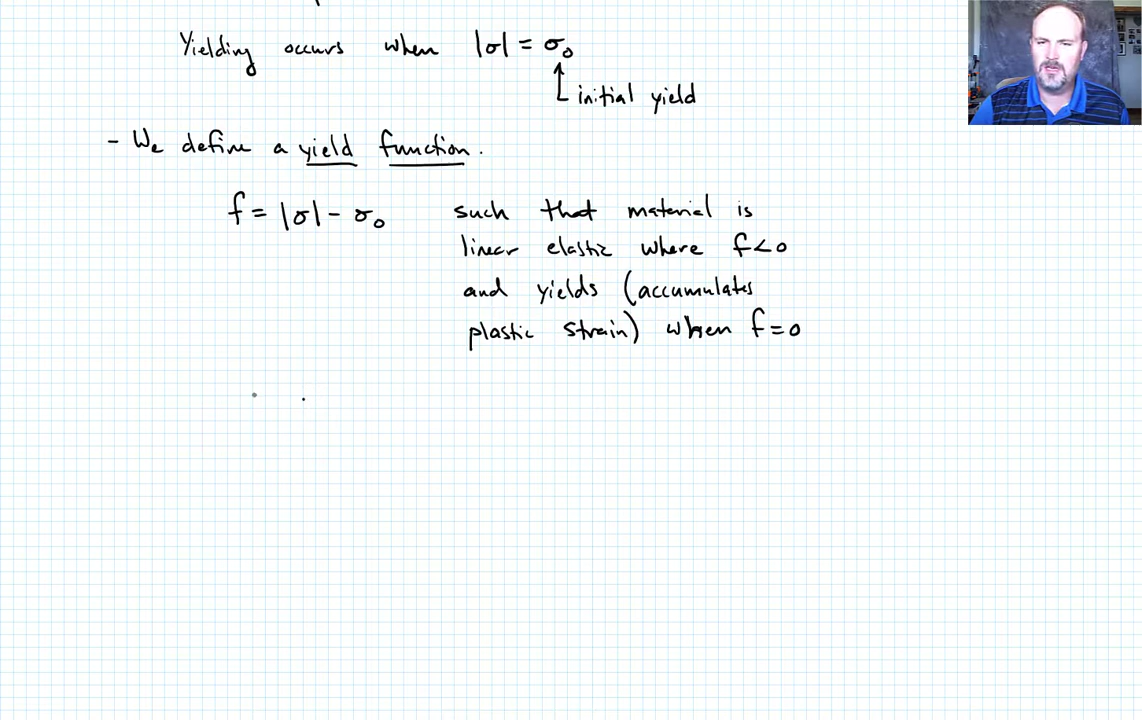 Yielding occurs when |σ| = σ₀
initial yield
- We define a yield function.
f = |σ| - σ₀ such that material is
linear elastic where f < 0
and yields (accumulates
plastic strain) when f = 0